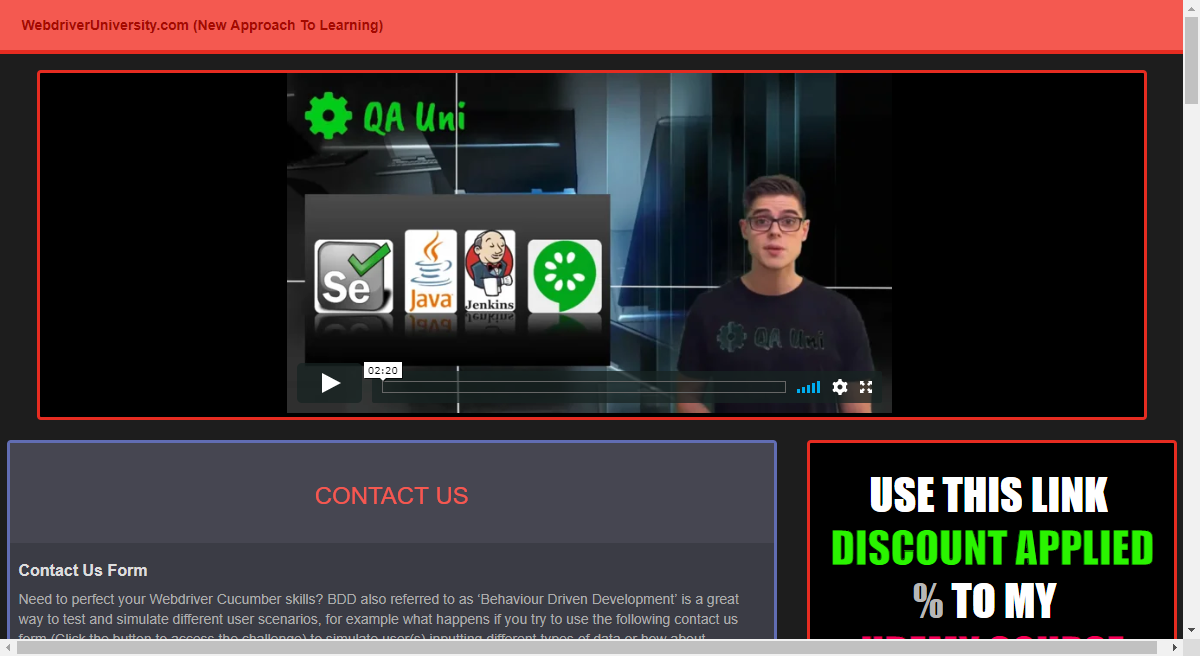 WebdriverUniversity.com (New Approach To Learning)
QA Uni
Se
Java
Jenkins
QA Uni
02:20
CONTACT US
USE THIS LINK
DISCOUNT APPLIED
% TO MY
UDEMY COURSE
Contact Us Form
Need to perfect your Webdriver Cucumber skills? BDD also referred to as ‘Behaviour Driven Development’ is a great
way to test and simulate different user scenarios, for example what happens if you try to use the following contact us
form (Click the button to access the challenge) to simulate user(s) inputting different types of data or how about